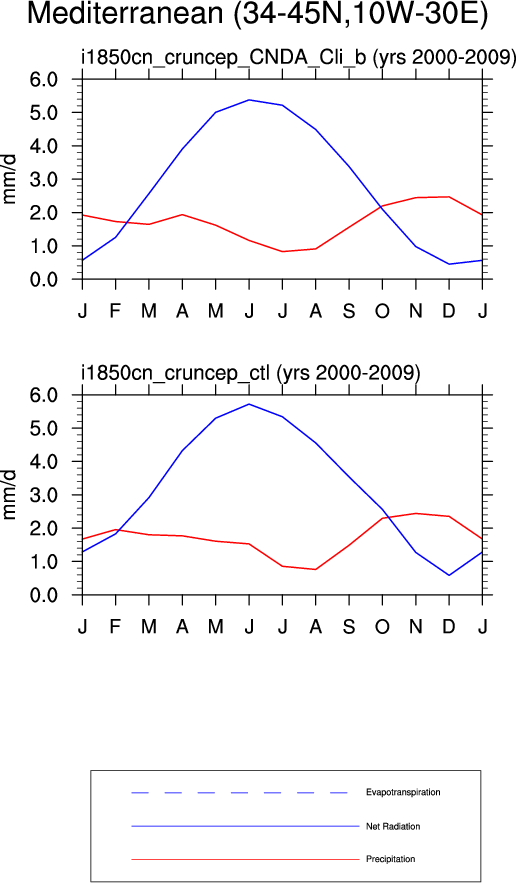 Mediterranean (34-45N,10W-30E)
i1850cn_cruncep_CNDA_Cli_b (yrs 2000-2009)
6.0
5.0
4.0
3.0
2.0
1.0
0.0
mm/d
J F M A M J J A S O N D J
i1850cn_cruncep_ctl (yrs 2000-2009)
6.0
5.0
4.0
3.0
2.0
1.0
0.0
mm/d
J F M A M J J A S O N D J
Evapotranspiration
Net Radiation
Precipitation